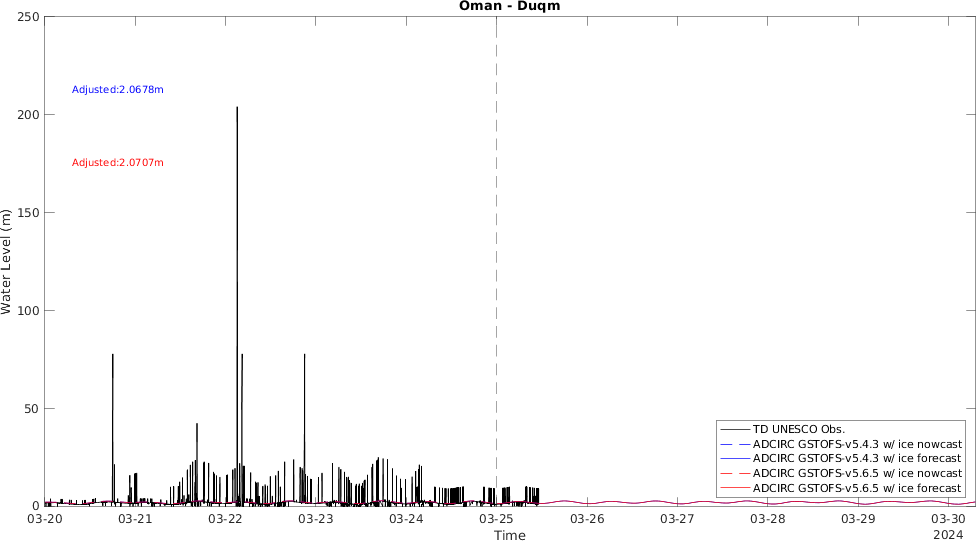 Oman - Duqm
250
200
150
100
50
0
Water Level (m)
Adjusted:2.0678m
Adjusted:2.0707m
TD UNESCO Obs.
ADCIRC GSTOFS-v5.4.3 w/ ice nowcast
ADCIRC GSTOFS-v5.4.3 w/ ice forecast
ADCIRC GSTOFS-v5.6.5 w/ ice nowcast
ADCIRC GSTOFS-v5.6.5 w/ ice forecast
03-20 03-21 03-22 03-23 03-24 03-25 03-26 03-27 03-28 03-29 03-30
2024
Time